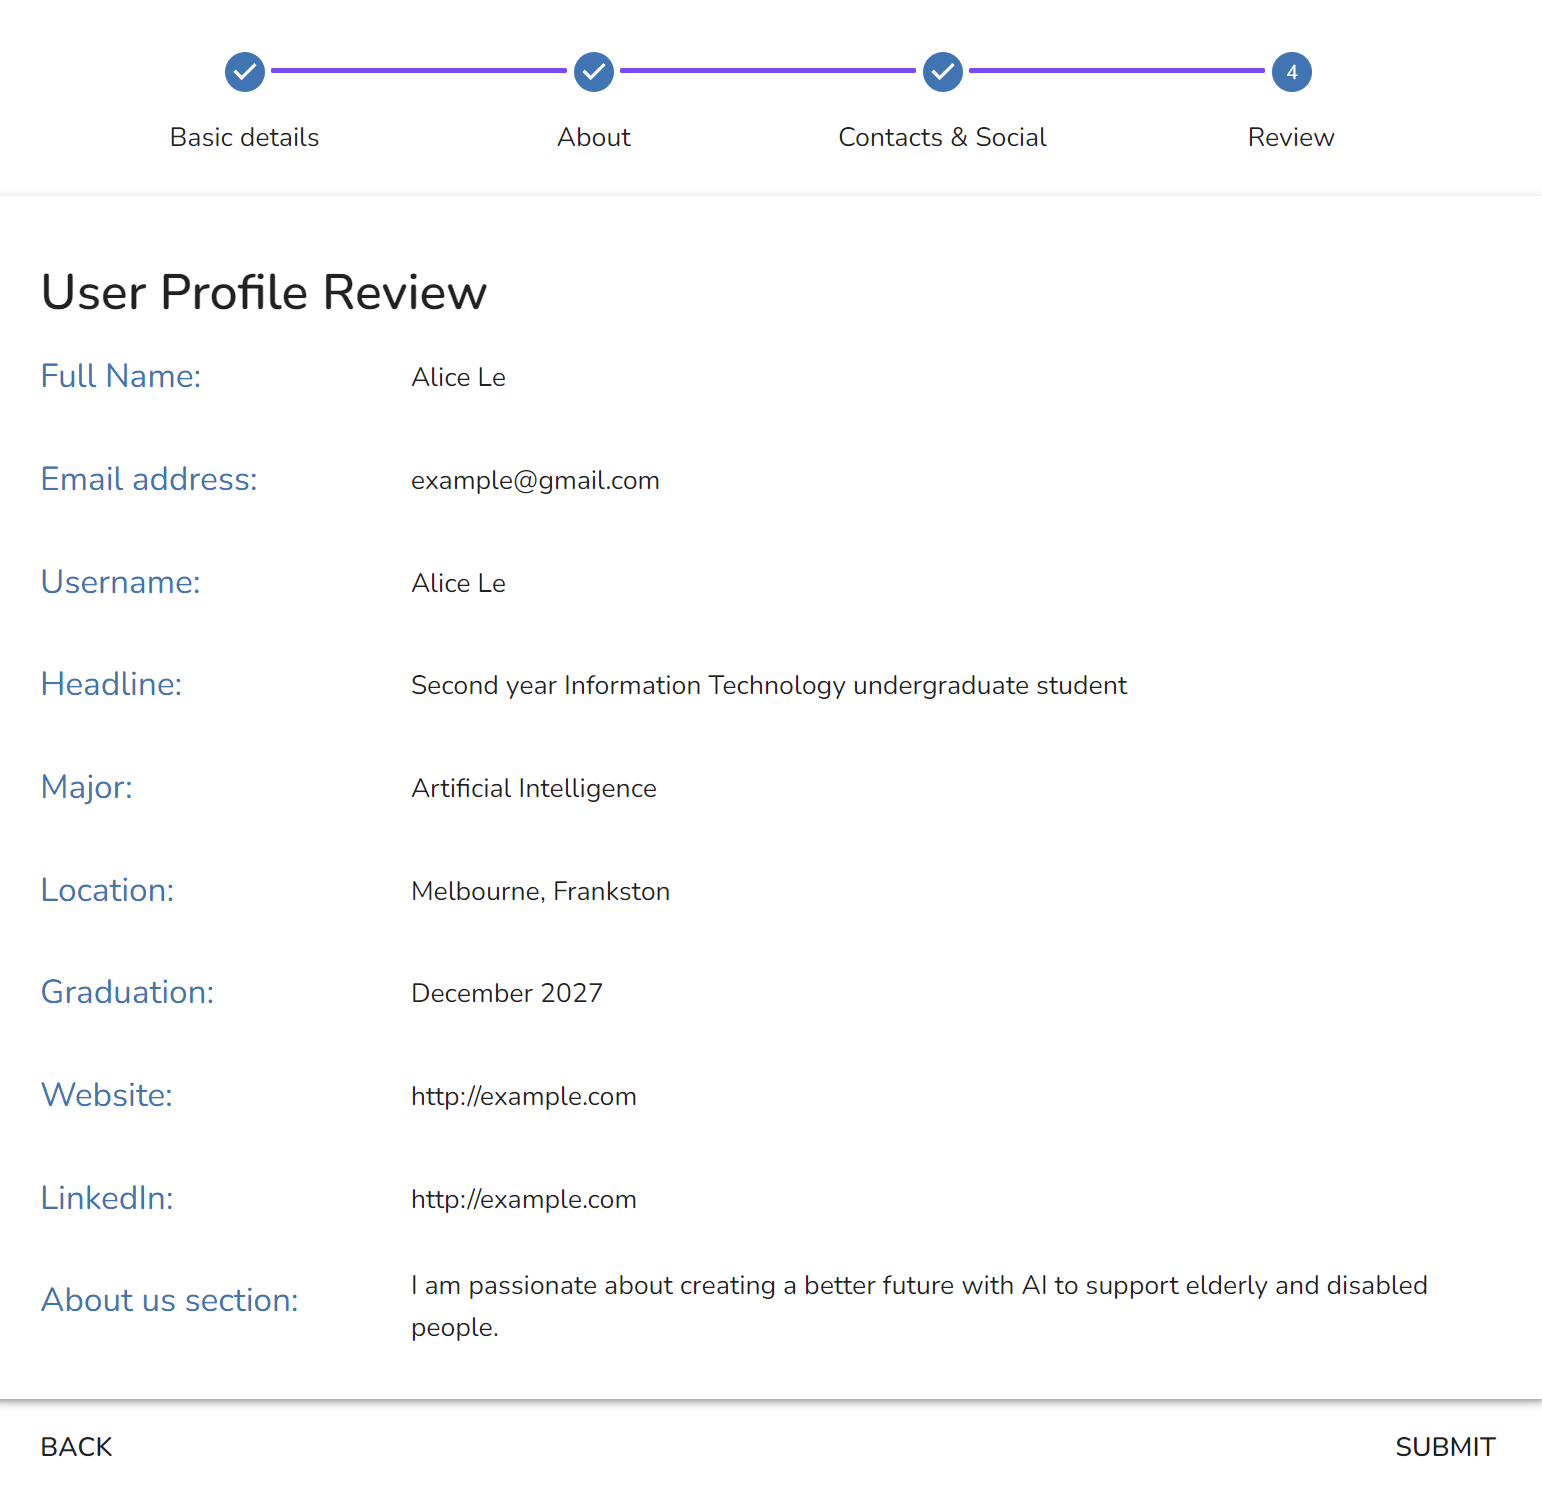 4
Basic details
About
Contacts & Social
Review
User Profile Review
Full Name:
Alice Le
Email address:
example@gmail.com
Username:
Alice Le
Headline:
Second year Information Technology undergraduate student
Major:
Artificial Intelligence
Location:
Melbourne, Frankston
Graduation:
December 2027
Website:
http://example.com
LinkedIn:
http://example.com
About us section:
I am passionate about creating a better future with AI to support elderly and disabled
people.
BACK
SUBMIT